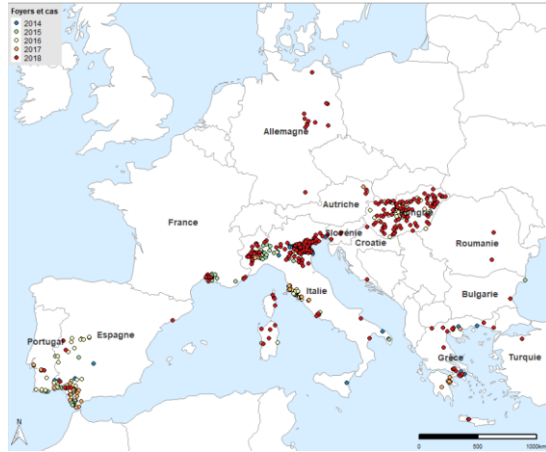 Foyers et cas
2014
2015
2016
2017
2018
Allemagne
Autriche
Hongrie
France
Slovénie
Croatie
Roumanie
Italie
Bulgarie
Portugal
Espagne
Grèce
Turquie
N
0
500
1000km